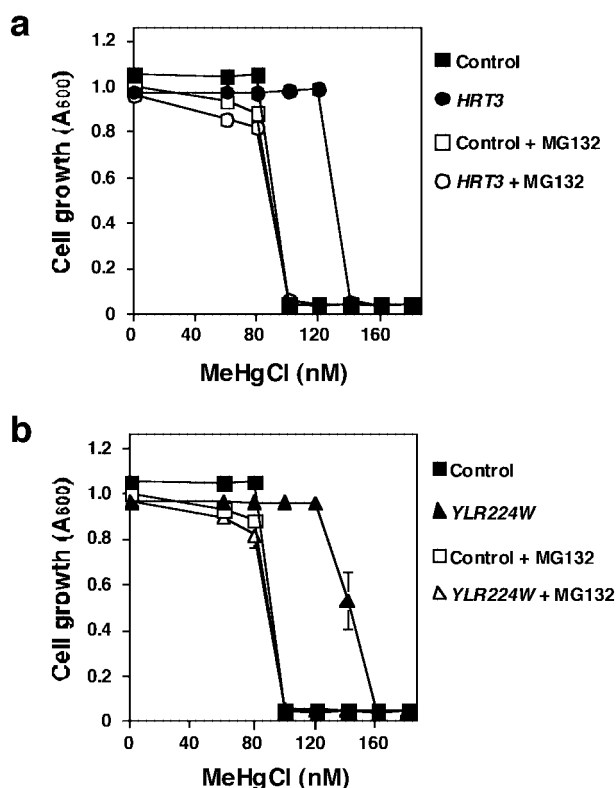 a
1.2
1.0
0.8
0.6
0.4
0.2
0
Cell growth (A600)
0 40 80 120 160
MeHgCl (nM)
Control
HRT3
Control + MG132
HRT3 + MG132
b
1.2
1.0
0.8
0.6
0.4
0.2
0
Cell growth (A600)
0 40 80 120 160
MeHgCl (nM)
Control
YLR224W
Control + MG132
YLR224W + MG132